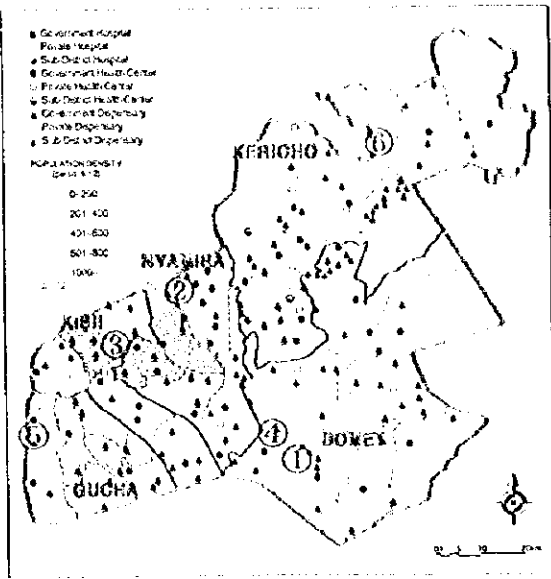 Government Hospital
Private Hospital
Sub-District Hospital
Government Health Center
Private Health Center
Sub-District Health Center
Government Dispensary
Private Dispensary
Sub-District Dispensary
POPULATION DENSITY
0-200
201-400
401-600
601-800
KERICHO
⑥
NYAMIRA
②
KISII
③
⑤
④
BOMET
①
GUCHA